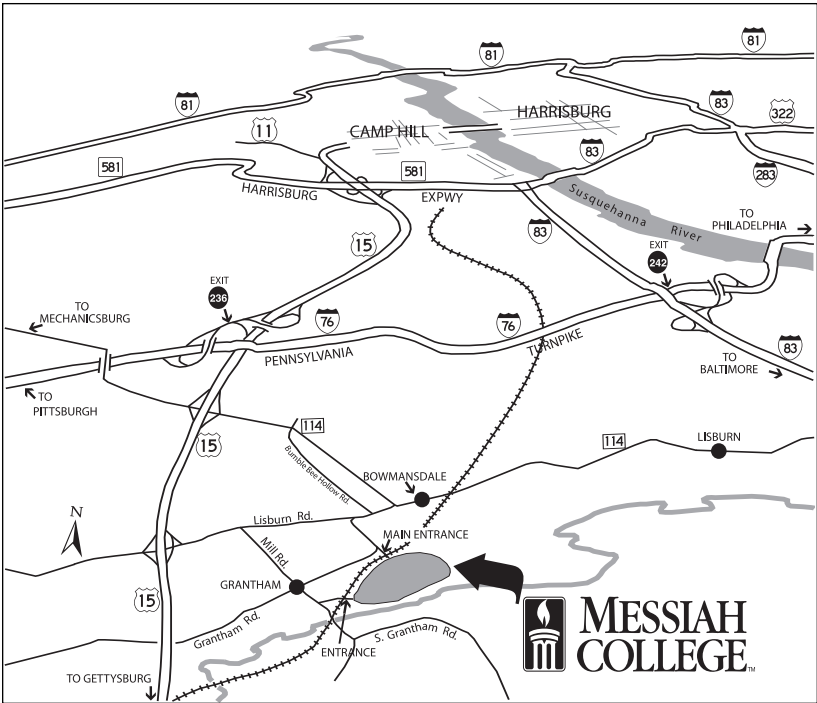 81
81
81
83
322
11
HARRISBURG
CAMP HILL
83
581
581
283
HARRISBURG
EXPWY
Susquehanna
River
TO
PHILADELPHIA
83
15
EXIT
242
EXIT
236
TO
MECHANICSBURG
76
76
PENNSYLVANIA
TURNPIKE
TO
BALTIMORE
83
TO
PITTSBURGH
15
114
114
LISBURN
Bumble Bee Hollow Rd.
BOWMANSDALE
N
Lisburn Rd.
MAIN ENTRANCE
Mill Rd.
GRANTHAM
15
Grantham Rd.
S. Grantham Rd.
ENTRANCE
MESSIAH
COLLEGE
TM
TO GETTYSBURG